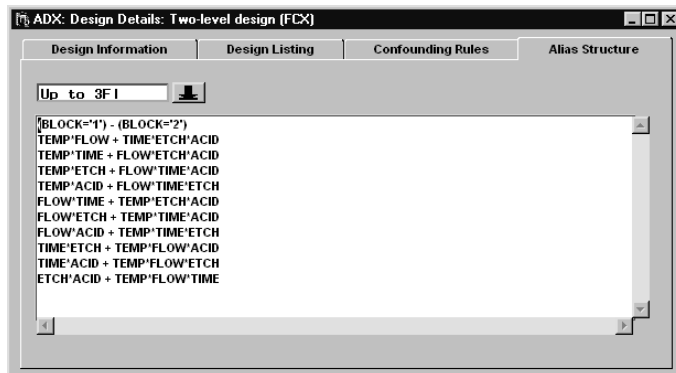 ADX: Design Details: Two-level design (FCX)
Design Information
Design Listing
Confounding Rules
Alias Structure
Up to 3FI
(BLOCK='1') - (BLOCK='2')
TEMP*FLOW + TIME*ETCH*ACID
TEMP*TIME + FLOW*ETCH*ACID
TEMP*ETCH + FLOW*TIME*ACID
TEMP*ACID + FLOW*TIME*ETCH
FLOW*TIME + TEMP*ETCH*ACID
FLOW*ETCH + TEMP*TIME*ACID
FLOW*ACID + TEMP*TIME*ETCH
TIME*ETCH + TEMP*FLOW*ACID
TIME*ACID + TEMP*FLOW*ETCH
ETCH*ACID + TEMP*FLOW*TIME